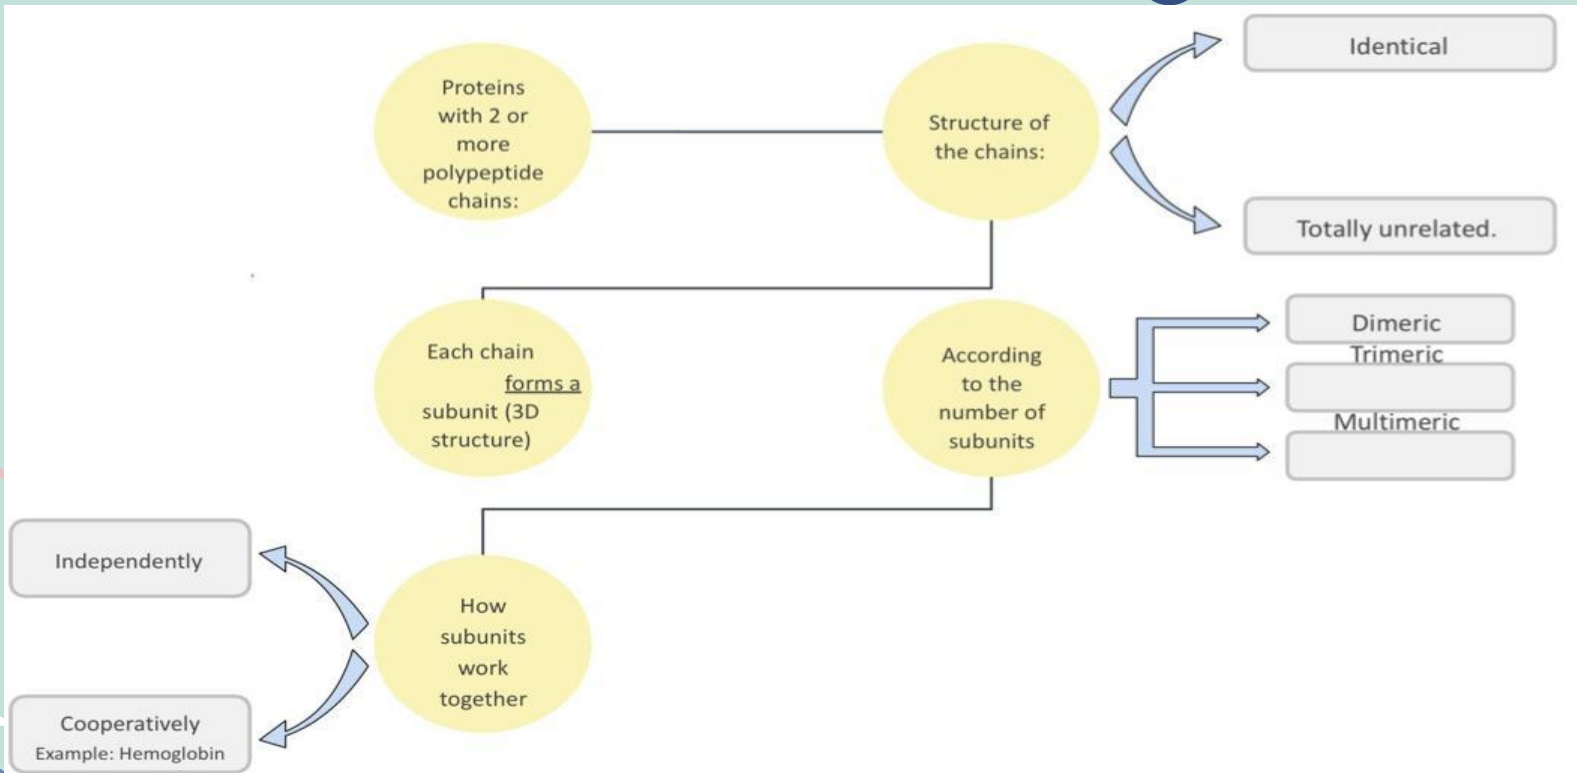 Proteins
with 2 or
more
polypeptide
chains:
Structure of
the chains:
Identical
Totally unrelated.
Each chain
forms a
subunit (3D
structure)
According
to the
number of
subunits
Dimeric
Trimeric
Multimeric
How
subunits
work
together
Independently
Cooperatively
Example: Hemoglobin